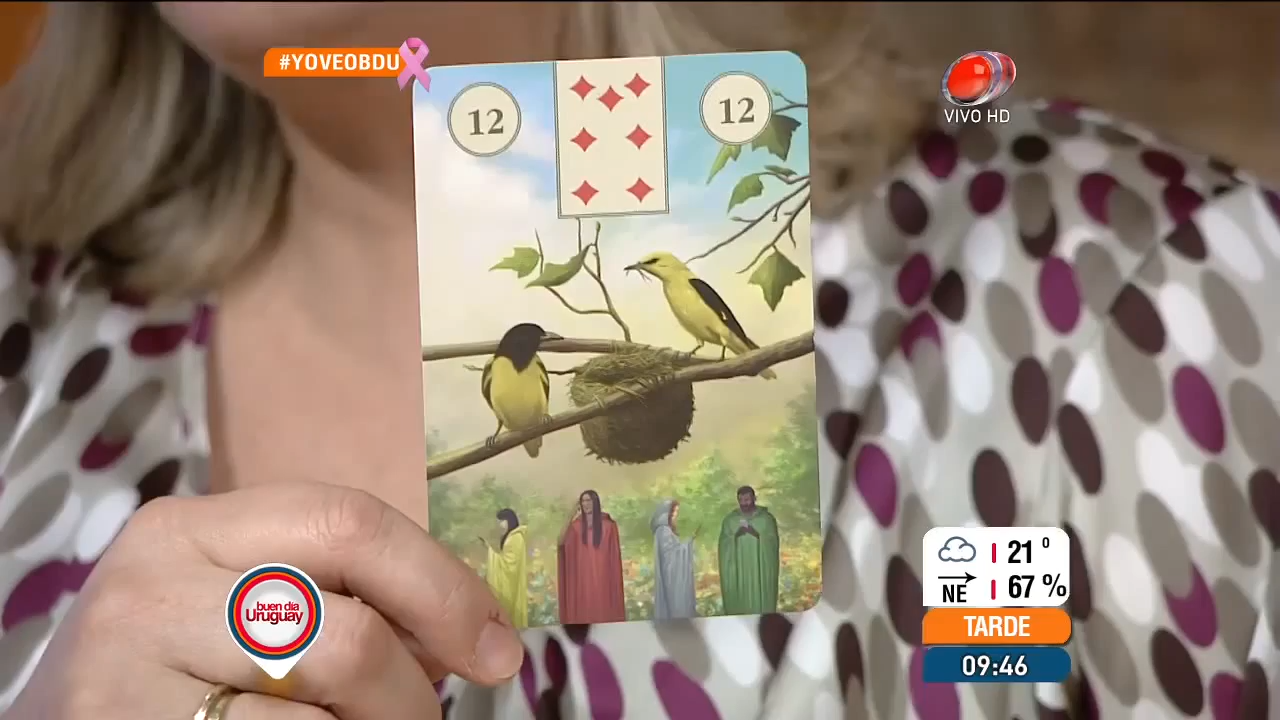 #YOVEOBDU
VIVO HD
12
12
buen día
Uruguay
21 º
NE 67 %
TARDE
09:46